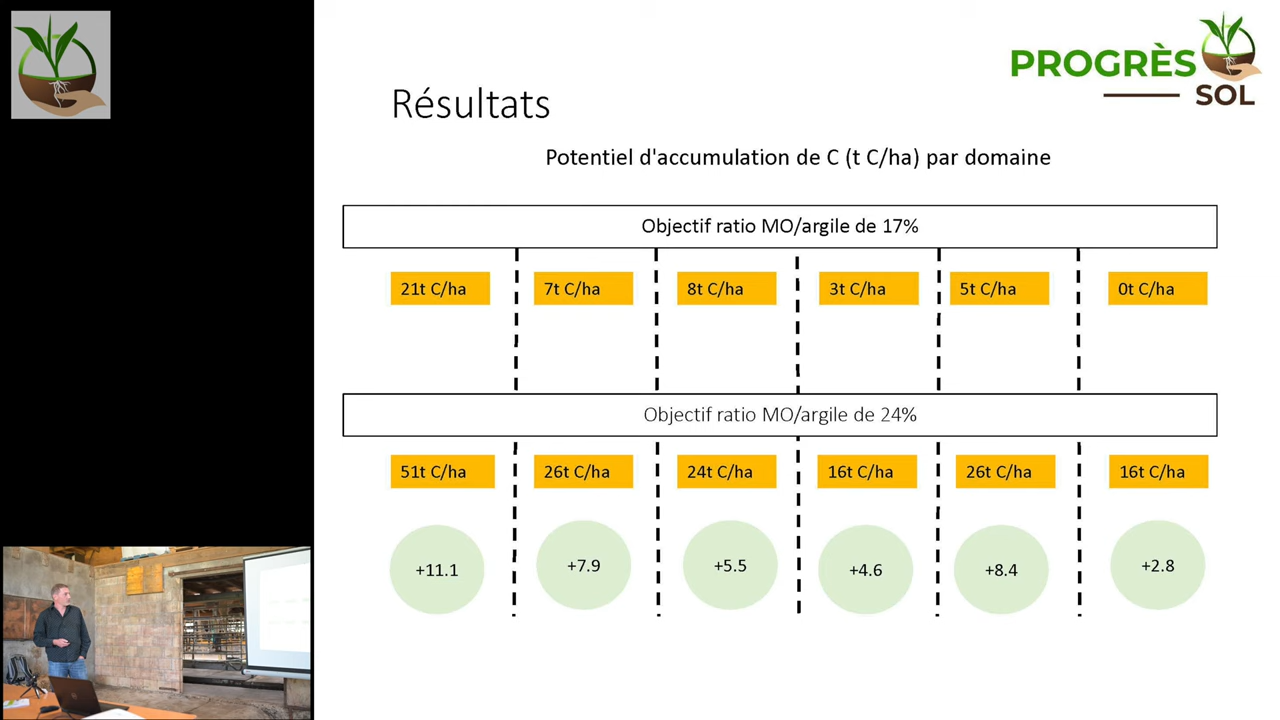 PROGRÈS
SOL
Résultats
Potentiel d'accumulation de C (t C/ha) par domaine
Objectif ratio MO/argile de 17%
21t C/ha
7t C/ha
8t C/ha
3t C/ha
5t C/ha
0t C/ha
Objectif ratio MO/argile de 24%
51t C/ha
26t C/ha
24t C/ha
16t C/ha
26t C/ha
16t C/ha
+11.1
+7.9
+5.5
+4.6
+8.4
+2.8